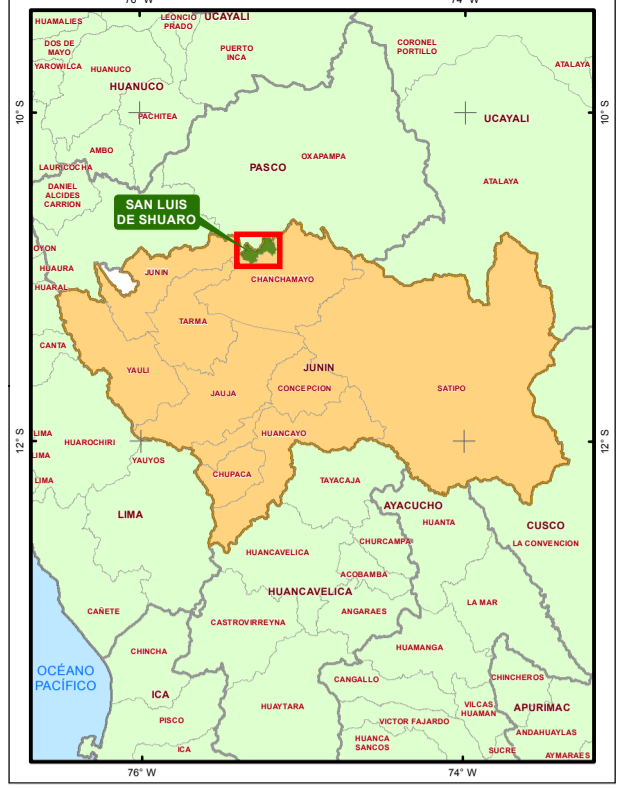 76° W
74° W
HUAMALIES
LEONCIO
PRADO
UCAYALI
DOS DE
MAYO
PUERTO
INCA
CORONEL
PORTILLO
YAROWILCA
HUANUCO
ATALAYA
HUANUCO
10° S
PACHITEA
UCAYALI
10° S
AMBO
LAURICOCHA
PASCO
OXAPAMPA
DANIEL
ALCIDES
CARRION
ATALAYA
SAN LUIS
DE SHUARO
OYON
HUAURA
JUNIN
CHANCHAMAYO
HUARAL
TARMA
CANTA
YAULI
JUNIN
JAUJA
CONCEPCION
SATIPO
LIMA
HUAROCHIRI
HUANCAYO
12° S
12° S
LIMA
YAUYOS
LIMA
CHUPACA
TAYACAJA
LIMA
AYACUCHO
HUANTA
CUSCO
CHURCAMPA
LA CONVENCION
HUANCAVELICA
ACOBAMBA
HUANCAVELICA
CAÑETE
ANGARAES
LA MAR
CASTROVIRREYNA
CHINCHA
HUAMANGA
OCÉANO
PACÍFICO
CANGALLO
CHINCHEROS
ICA
HUAYTARA
VILCAS
HUAMAN
APURIMAC
PISCO
VICTOR FAJARDO
ANDAHUAYLAS
HUANCA
SANCOS
ICA
SUCRE
AYMARAES
76° W
74° W